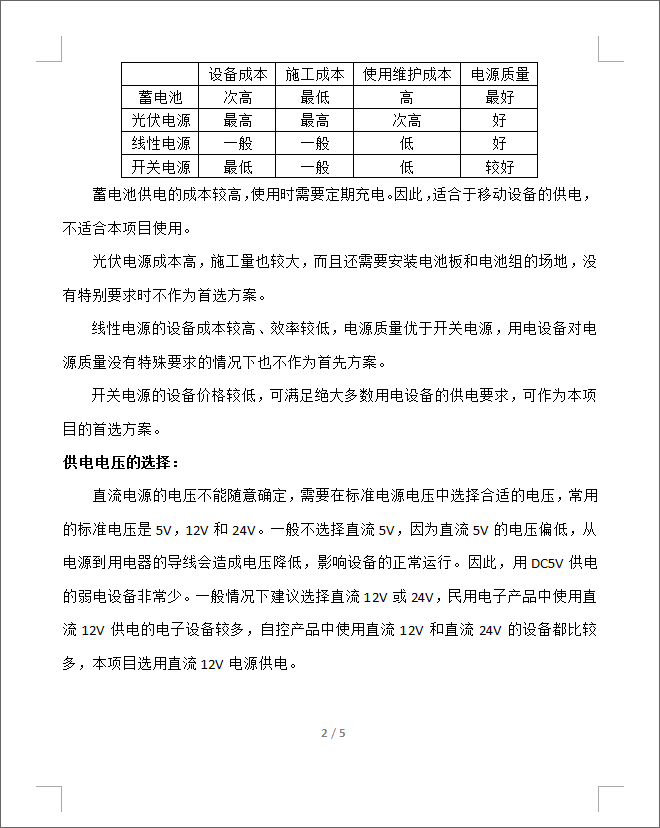 设备成本 施工成本 使用维护成本 电源质量
蓄电池 次高 最低 高 最好
光伏电源 最高 最高 次高 好
线性电源 一般 一般 低 好
开关电源 最低 一般 低 较好
蓄电池供电的成本较高，使用时需要定期充电。因此，适合于移动设备的供电，
不适合本项目使用。
光伏电源成本高，施工量也较大，而且还需要安装电池板和电池组的场地，没
有特别要求时不作为首选方案。
线性电源的设备成本较高、效率较低，电源质量优于开关电源，用电设备对电
源质量没有特殊要求的情况下也不作为首先方案。
开关电源的设备价格较低，可满足绝大多数用电设备的供电要求，可作为本项
目的首选方案。
供电电压的选择：
直流电源的电压不能随意确定，需要在标准电源电压中选择合适的电压，常用
的标准电压是 5V，12V 和 24V。一般不选择直流 5V，因为直流 5V 的电压偏低，从
电源到用电器的导线会造成电压降低，影响设备的正常运行。因此，用 DC5V 供电
的弱电设备非常少。一般情况下建议选择直流 12V 或 24V，民用电子产品中使用直
流 12V 供电的电子设备较多，自控产品中使用直流 12V 和直流 24V 的设备都比较
多，本项目选用直流 12V 电源供电。
2 / 5